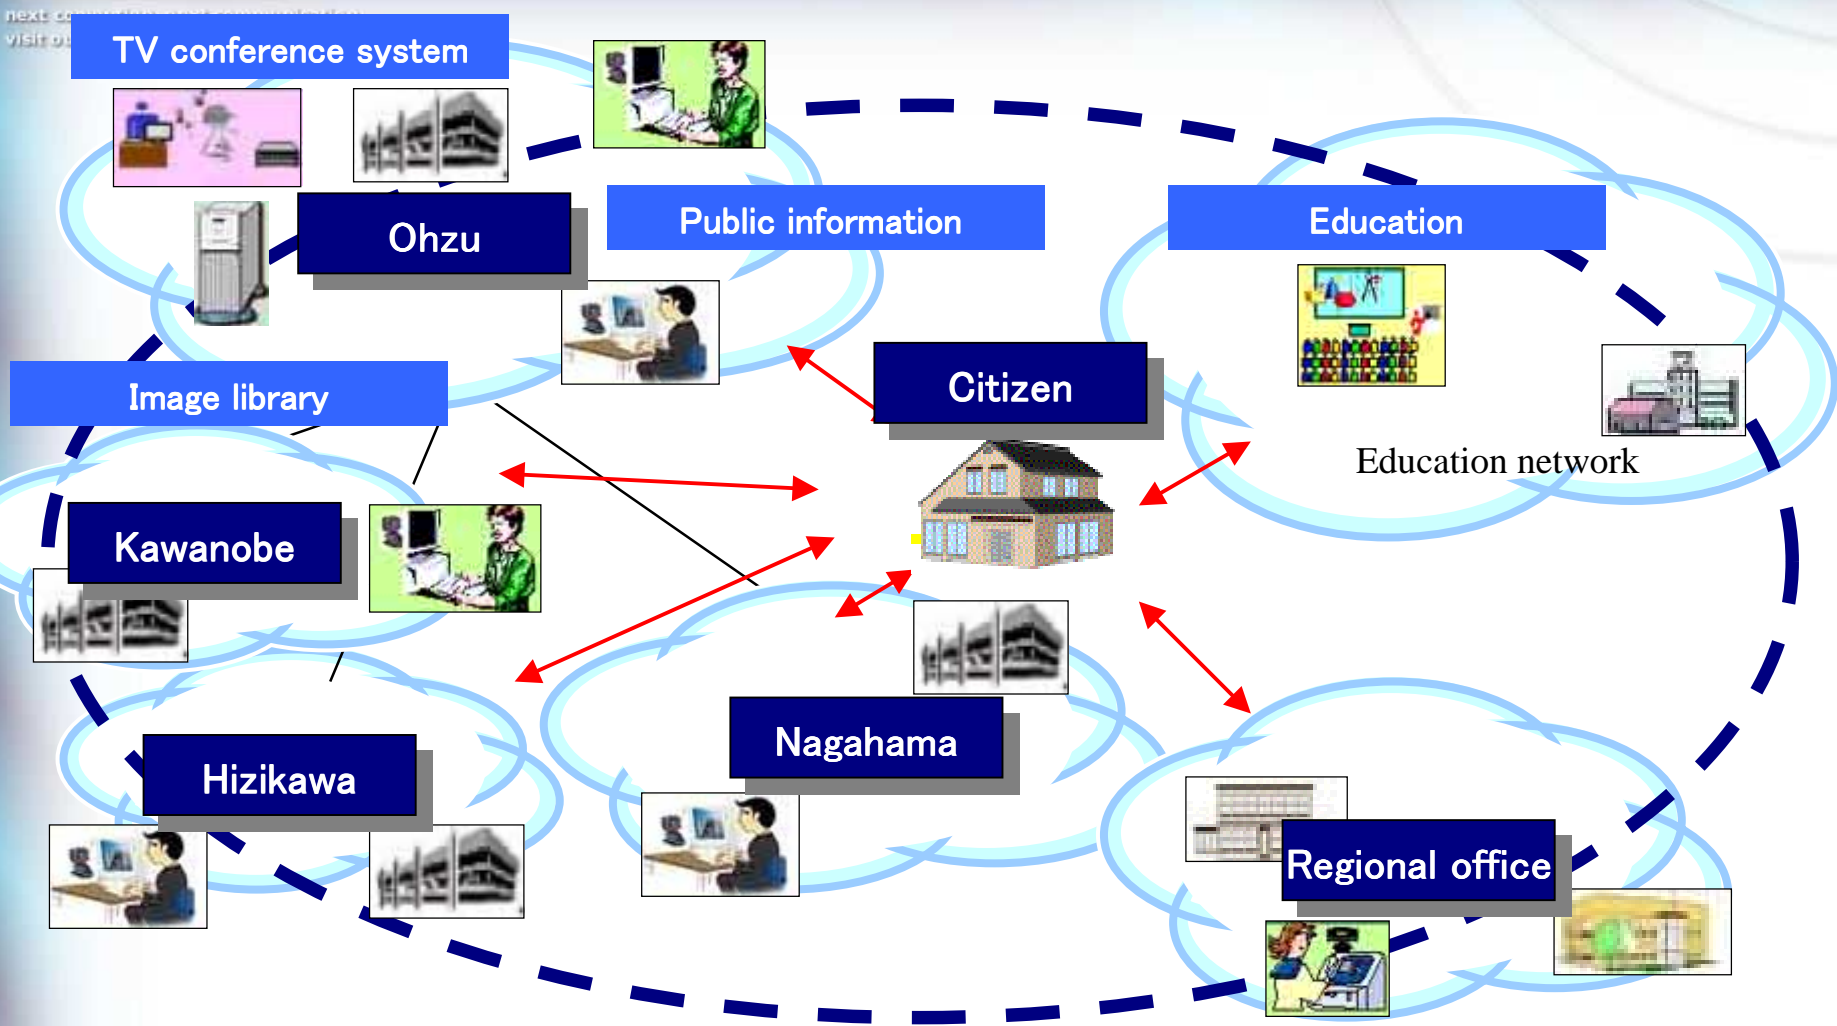 TV conference system
Public information
Education
Ohzu
Image library
Citizen
Education network
Kawanobe
Nagahama
Hizikawa
Regional office